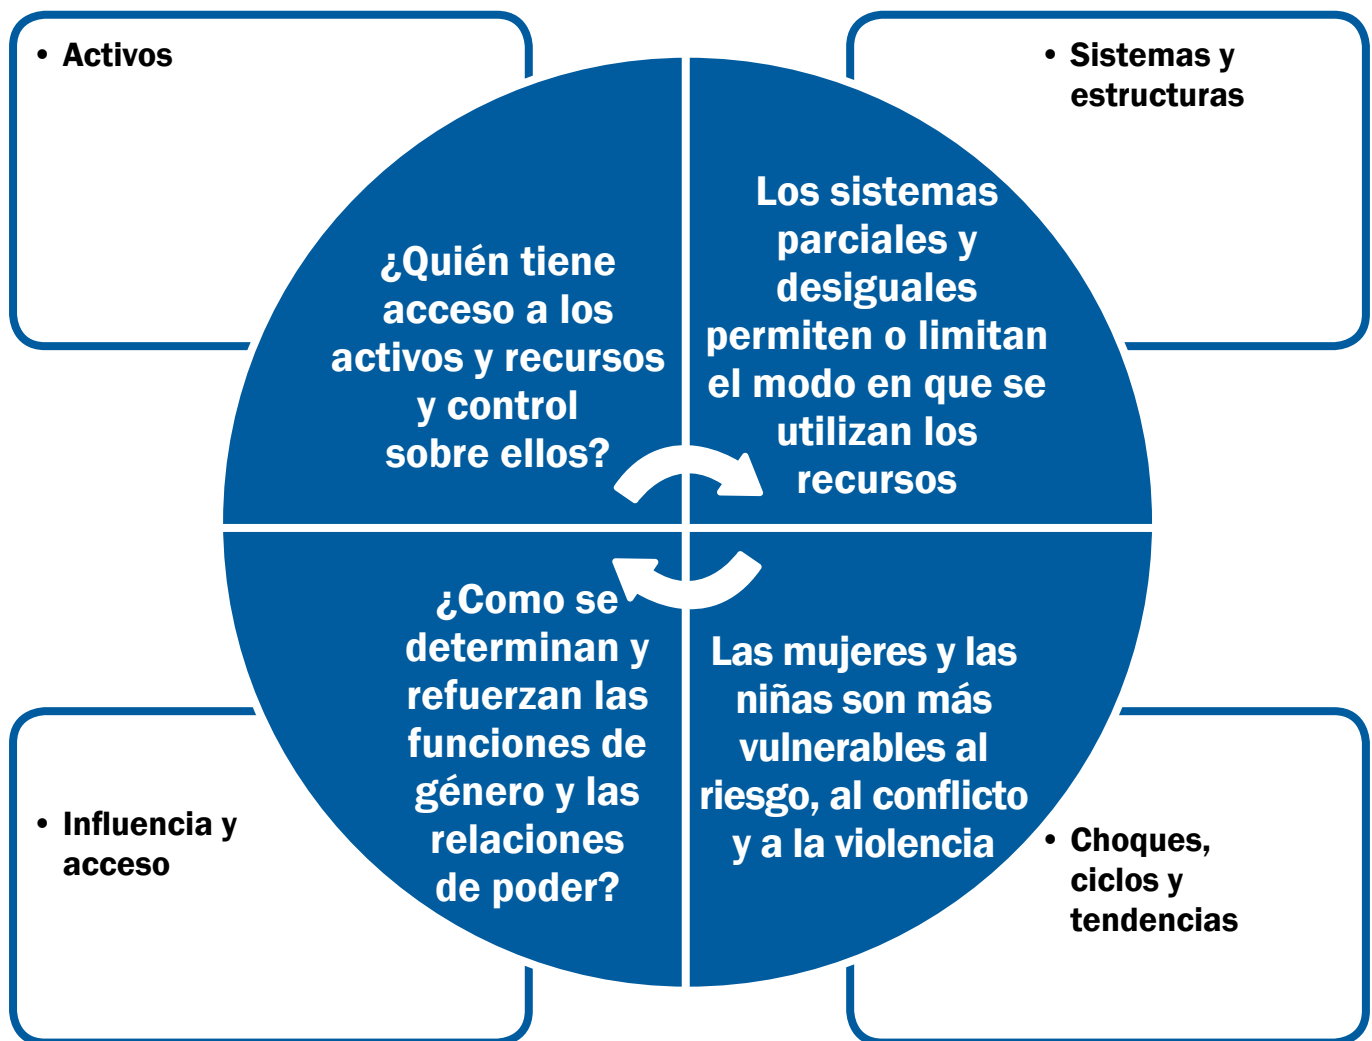 • Activos
• Sistemas y
estructuras
¿Quién tiene
acceso a los
activos y recursos
y control
sobre ellos?
Los sistemas
parciales y
desiguales
permiten o limitan
el modo en que se
utilizan los
recursos
¿Como se
determinan y
refuerzan las
funciones de
género y las
relaciones
de poder?
Las mujeres y las
niñas son más
vulnerables al
riesgo, al conflicto
y a la violencia
• Influencia y
acceso
• Choques,
ciclos y
tendencias